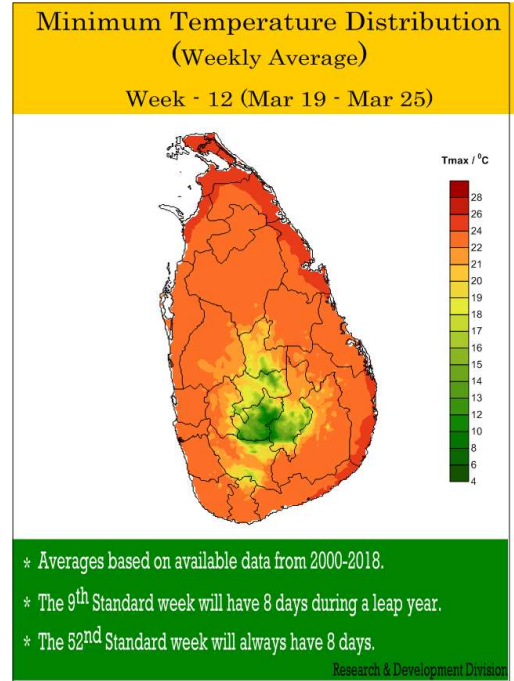 Minimum Temperature Distribution
(Weekly Average)
Week - 12 (Mar 19 - Mar 25)
Tmax / ⁰C
28
26
24
22
21
20
19
18
17
16
15
14
13
12
10
8
6
4
* Averages based on available data from 2000-2018.
* The 9th Standard week will have 8 days during a leap year.
* The 52nd Standard week will always have 8 days.
Research & Development Division